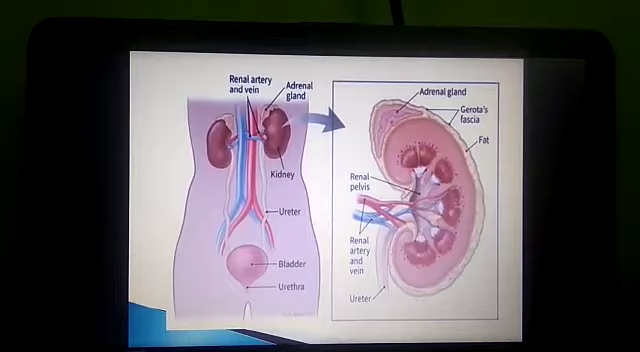 Renal artery
and vein
Adrenal
gland
Kidney
Ureter
Bladder
Urethra
Adrenal gland
Gerota's
fascia
Fat
Renal
pelvis
Renal
artery
and
vein
Ureter